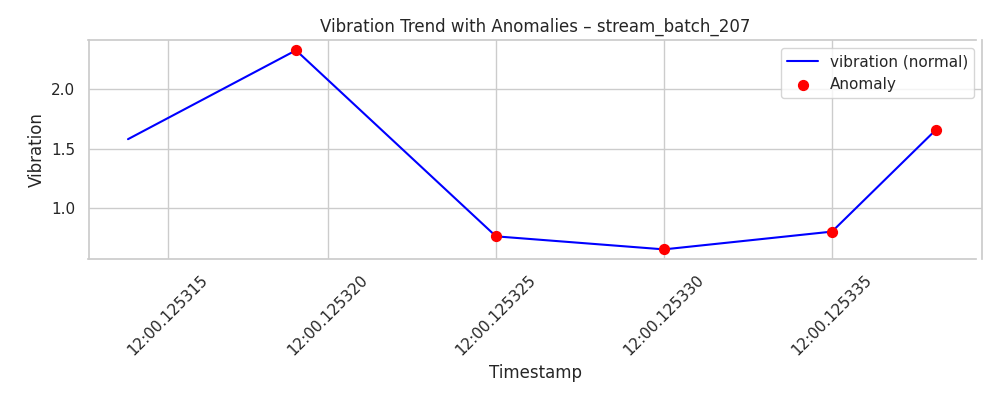 Vibration Trend with Anomalies – stream_batch_207
vibration (normal)
Anomaly
2.0
1.5
1.0
Vibration
12:00.125315
12:00.125320
12:00.125325
12:00.125330
12:00.125335
Timestamp